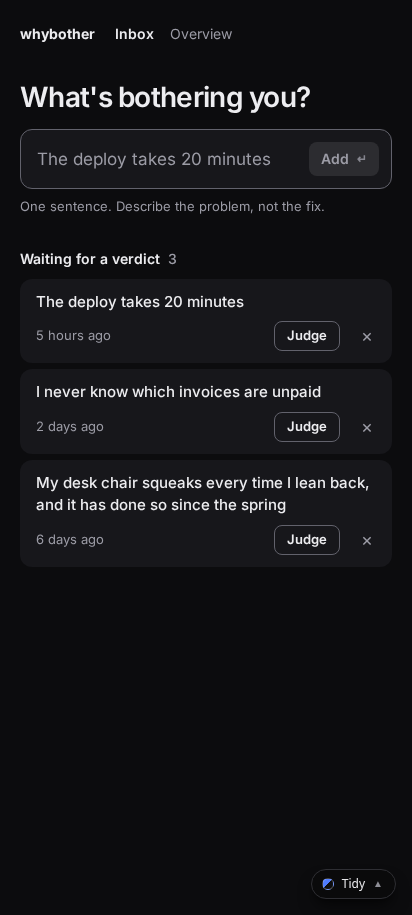 whybother Inbox Overview
What's bothering you?
The deploy takes 20 minutes Add ↵
One sentence. Describe the problem, not the fix.
Waiting for a verdict 3
The deploy takes 20 minutes
5 hours ago Judge ×
I never know which invoices are unpaid
2 days ago Judge ×
My desk chair squeaks every time I lean back,
and it has done so since the spring
6 days ago Judge ×
Tidy ▲